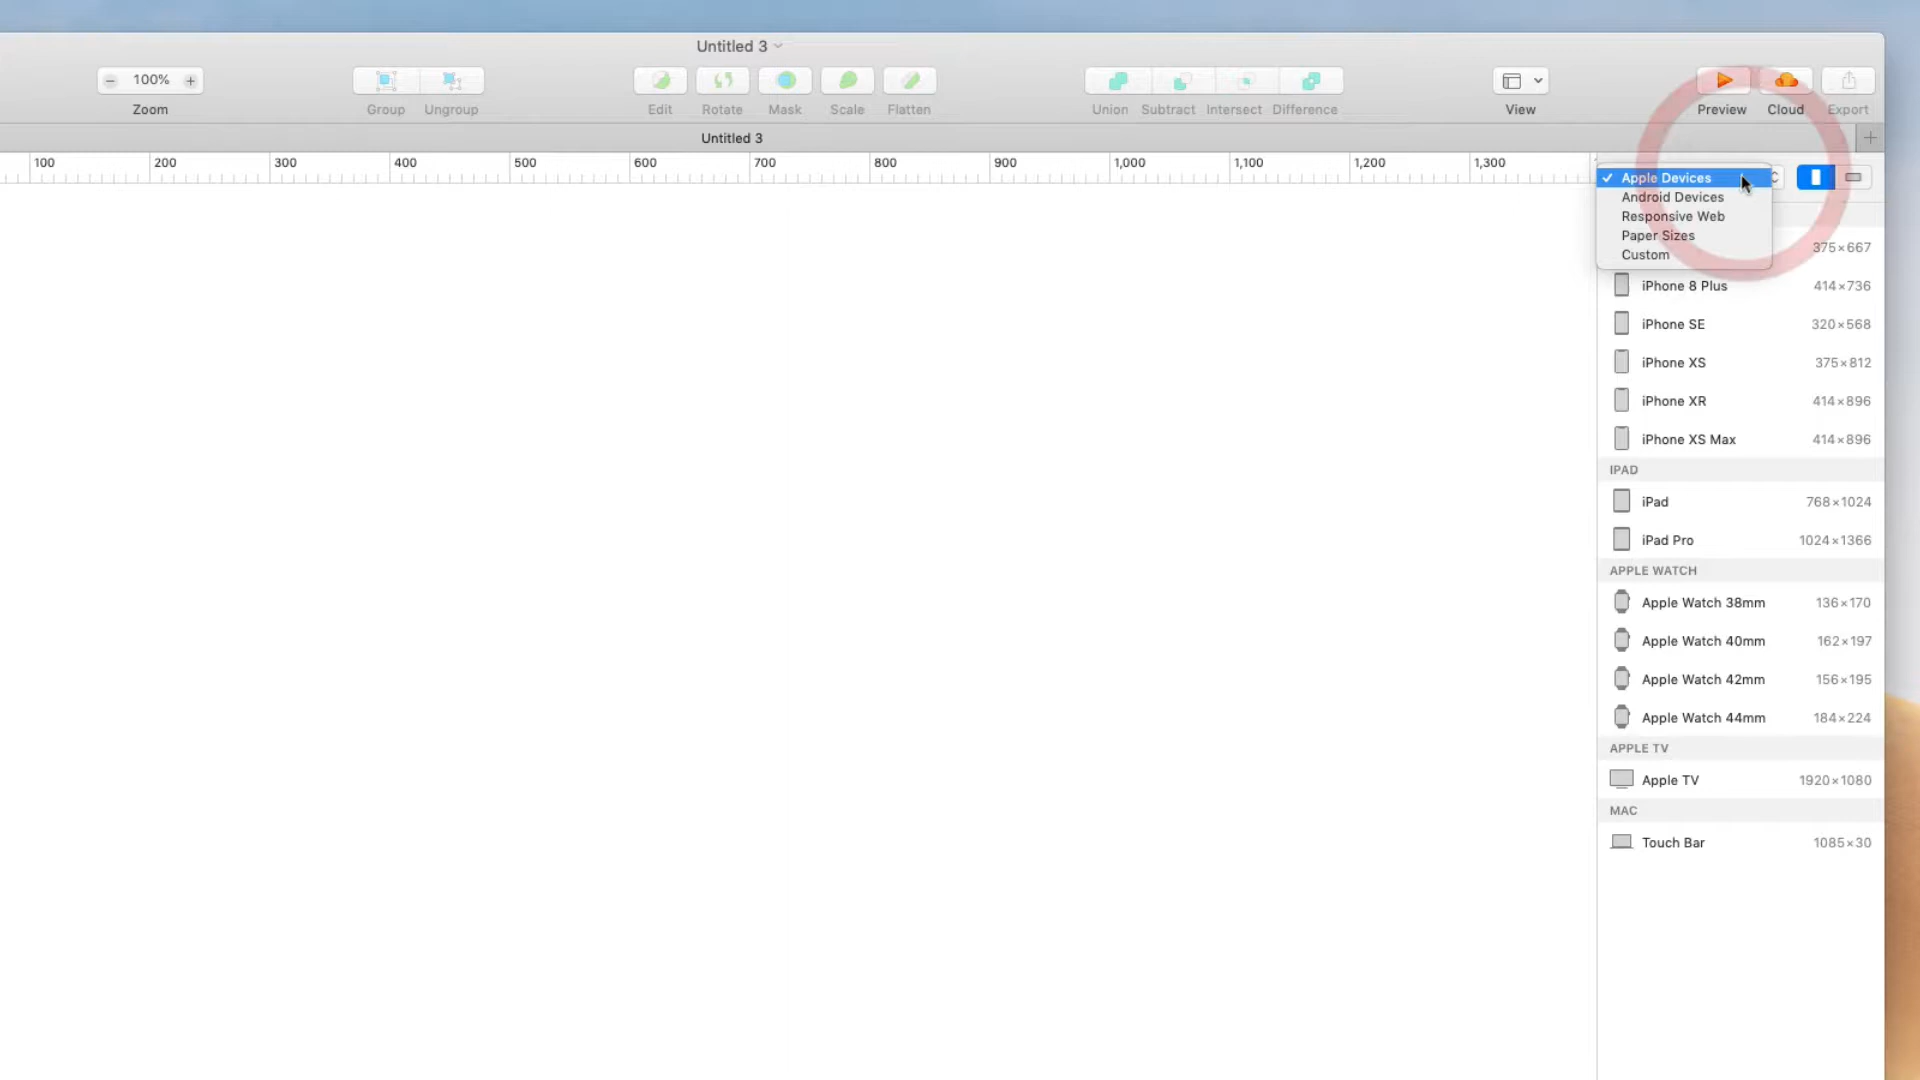 Untitled 3
100%
Zoom
Group
Ungroup
Edit
Rotate
Mask
Scale
Flatten
Union
Subtract
Intersect
Difference
View
Preview
Cloud
Export
Untitled 3
100
200
300
400
500
600
700
800
900
1,000
1,100
1,200
1,300
✓ Apple Devices
Android Devices
Responsive Web
Paper Sizes
Custom
375×667
iPhone 8 Plus 414×736
iPhone SE 320×568
iPhone XS 375×812
iPhone XR 414×896
iPhone XS Max 414×896
IPAD
iPad 768×1024
iPad Pro 1024×1366
APPLE WATCH
Apple Watch 38mm 136×170
Apple Watch 40mm 162×197
Apple Watch 42mm 156×195
Apple Watch 44mm 184×224
APPLE TV
Apple TV 1920×1080
MAC
Touch Bar 1085×30